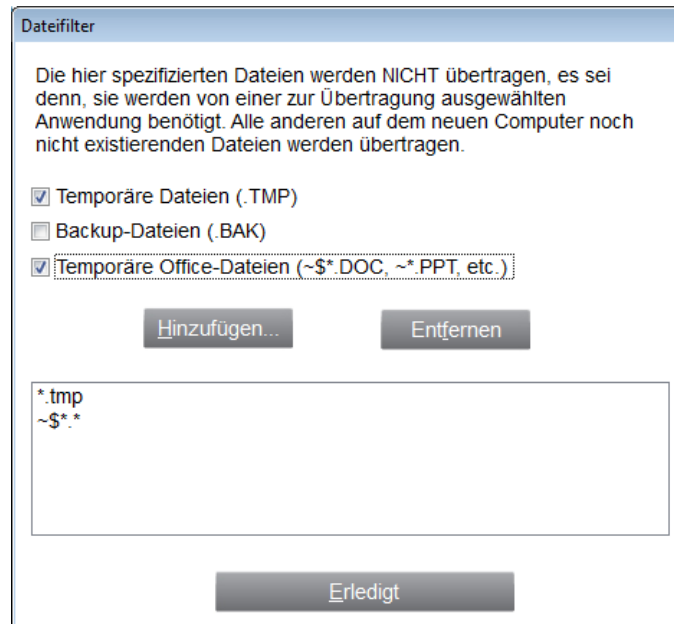 Dateifilter
Die hier spezifizierten Dateien werden NICHT übertragen, es sei
denn, sie werden von einer zur Übertragung ausgewählten
Anwendung benötigt. Alle anderen auf dem neuen Computer noch
nicht existierenden Dateien werden übertragen.
Temporäre Dateien (.TMP)
Backup-Dateien (.BAK)
Temporäre Office-Dateien (~$*.DOC, ~*.PPT, etc.)
Hinzufügen... Entfernen
*.tmp
~$*.*
Erledigt